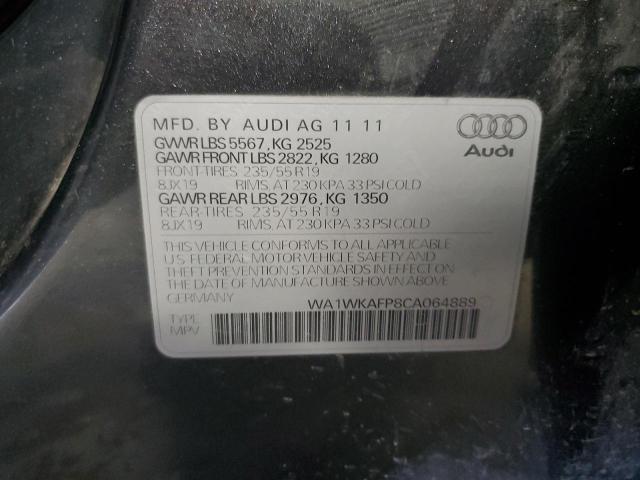 MFD. BY AUDI AG 11 11
GVWR LBS 5567, KG 2525
GAWR FRONT LBS 2822, KG 1280
FRONT-TIRES 235/55 R19
8JX19 RIMS, AT 230 KPA 33 PSI COLD
GAWR REAR LBS 2976, KG 1350
REAR-TIRES 235/55 R19
8JX19 RIMS, AT 230 KPA 33 PSI COLD
Audi
THIS VEHICLE CONFORMS TO ALL APPLICABLE
U.S. FEDERAL MOTOR VEHICLE SAFETY AND
THEFT PREVENTION STANDARDS IN EFFECT ON
THE DATE OF MANUFACTURE SHOWN ABOVE
GERMANY WA1WKAFP8CA064889
TYPE
MPV